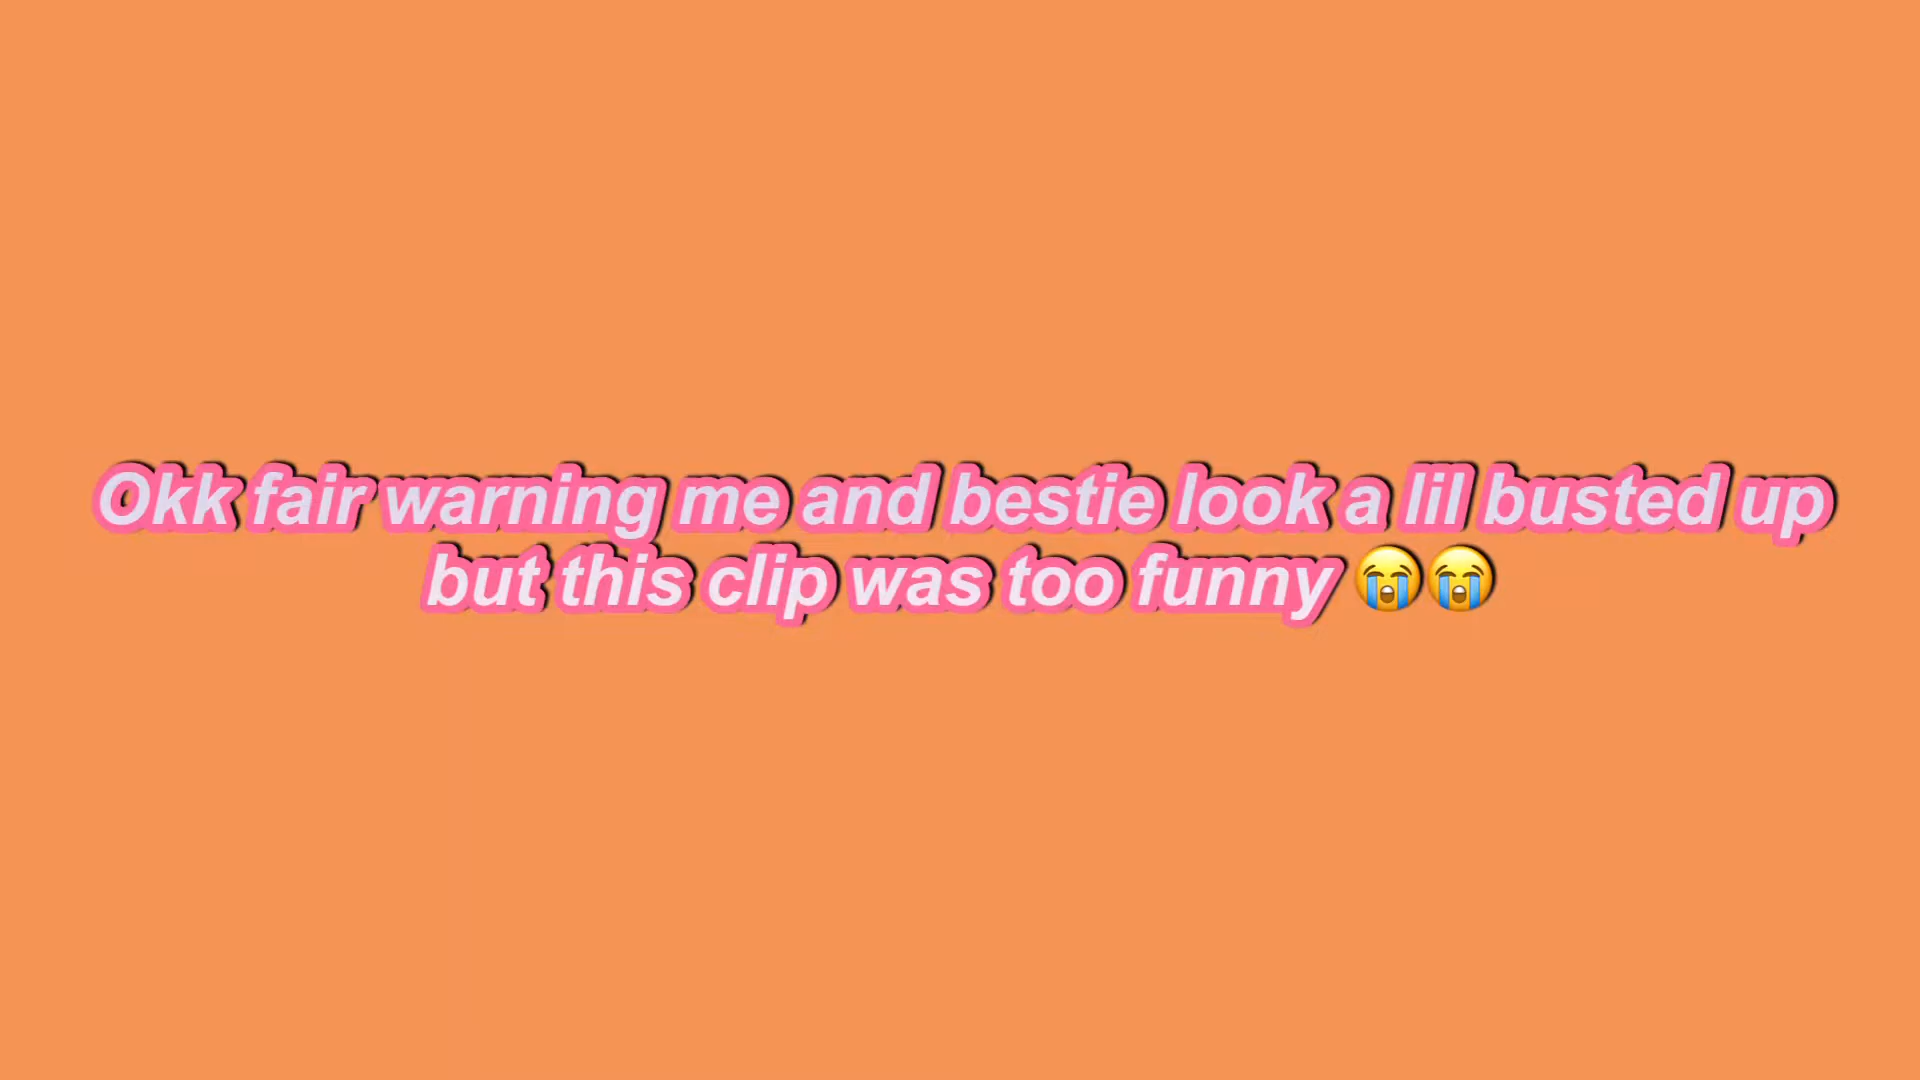 Okk fair warning me and bestie look a lil busted up
but this clip was too funny 😭😭